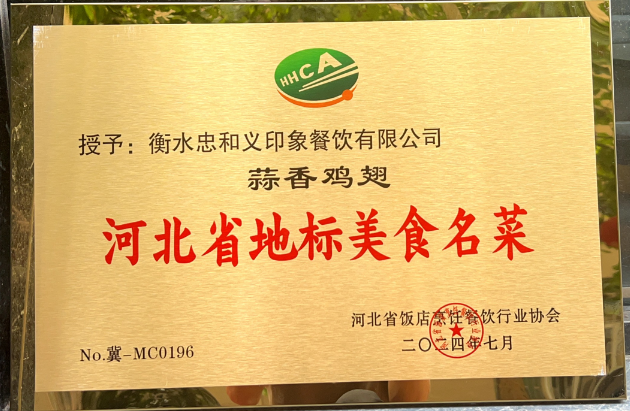 HHCA
授予：衡水忠和义印象餐饮有限公司
蒜香鸡翅
河北省地标美食名菜
河北省饭店烹饪餐饮行业协会
二〇二四年七月
No.冀-MC0196